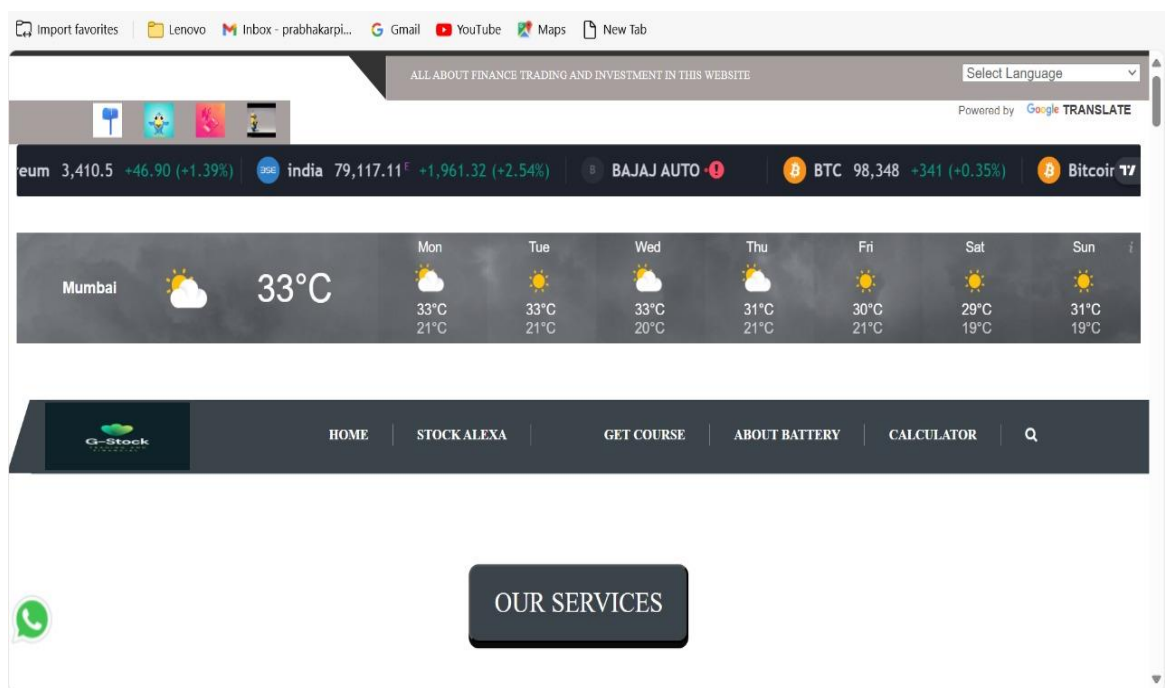 Import favorites Lenovo Inbox - prabhakarpi... Gmail YouTube Maps New Tab
ALL ABOUT FINANCE TRADING AND INVESTMENT IN THIS WEBSITE
Select Language
Powered by Google TRANSLATE
reum 3,410.5 +46.90 (+1.39%) BSE india 79,117.11 E +1,961.32 (+2.54%) B BAJAJ AUTO BTC 98,348 +341 (+0.35%) Bitcoin
Mon Tue Wed Thu Fri Sat Sun i
Mumbai 33°C
33°C 33°C 33°C 31°C 30°C 29°C 31°C
21°C 21°C 20°C 21°C 21°C 19°C 19°C
G-Stock
HOME STOCK ALEXA GET COURSE ABOUT BATTERY CALCULATOR
OUR SERVICES